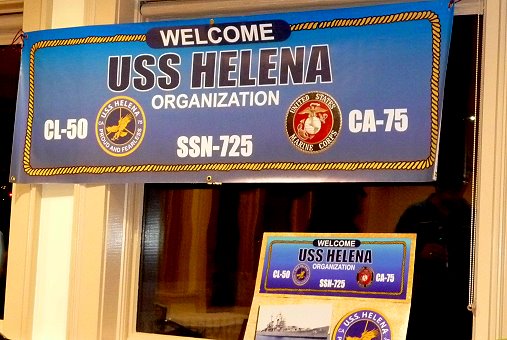 WELCOME
USS HELENA
ORGANIZATION
CL-50
SSN-725
CA-75
USS HELENA
PROUD AND FEARLESS
UNITED STATES
MARINE CORPS
WELCOME
USS HELENA
ORGANIZATION
CL-50
SSN-725
CA-75
U.S.S. HELENA